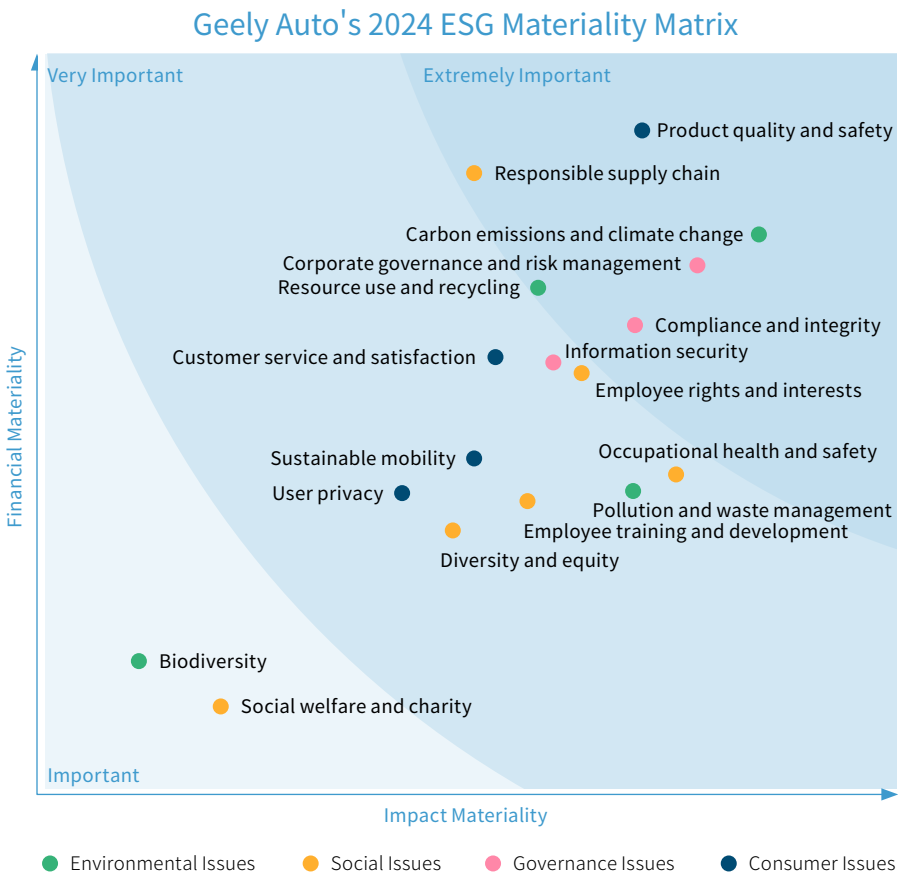 Geely Auto's 2024 ESG Materiality Matrix
Very Important
Extremely Important
Product quality and safety
Responsible supply chain
Carbon emissions and climate change
Corporate governance and risk management
Resource use and recycling
Compliance and integrity
Information security
Customer service and satisfaction
Employee rights and interests
Occupational health and safety
Sustainable mobility
User privacy
Pollution and waste management
Employee training and development
Diversity and equity
Biodiversity
Social welfare and charity
Important
Financial Materiality
Impact Materiality
Environmental Issues
Social Issues
Governance Issues
Consumer Issues